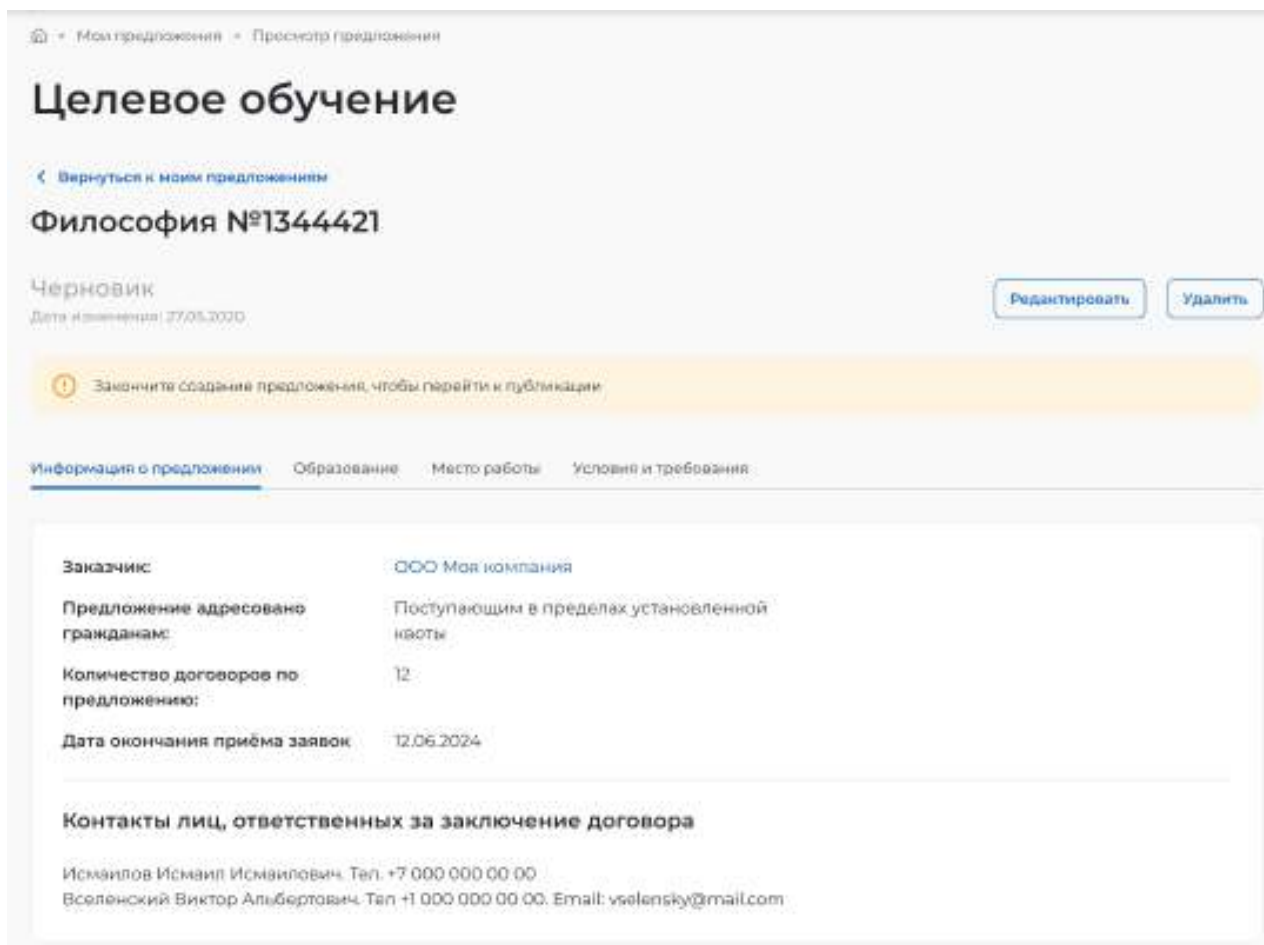 Мои предложения • Просмотр предложения
Целевое обучение
Вернуться к моим предложениям
Философия №1344421
Черновик
Дата изменения: 27.05.2020
Редактировать
Удалить
Закончите создание предложения, чтобы перейти к публикации
Информация о предложении Образование Место работы Условия и требования
Заказчик: ООО Моя компания
Предложение адресовано Поступающим в пределах установленной
гражданам: квоты
Количество договоров по 12
предложению:
Дата окончания приёма заявок 12.06.2024
Контакты лиц, ответственных за заключение договора
Исмаилов Исмаил Исмаилович. Тел. +7 000 000 00 00
Вселенский Виктор Альбертович. Тел +1 000 000 00 00. Email: vselensky@mail.com